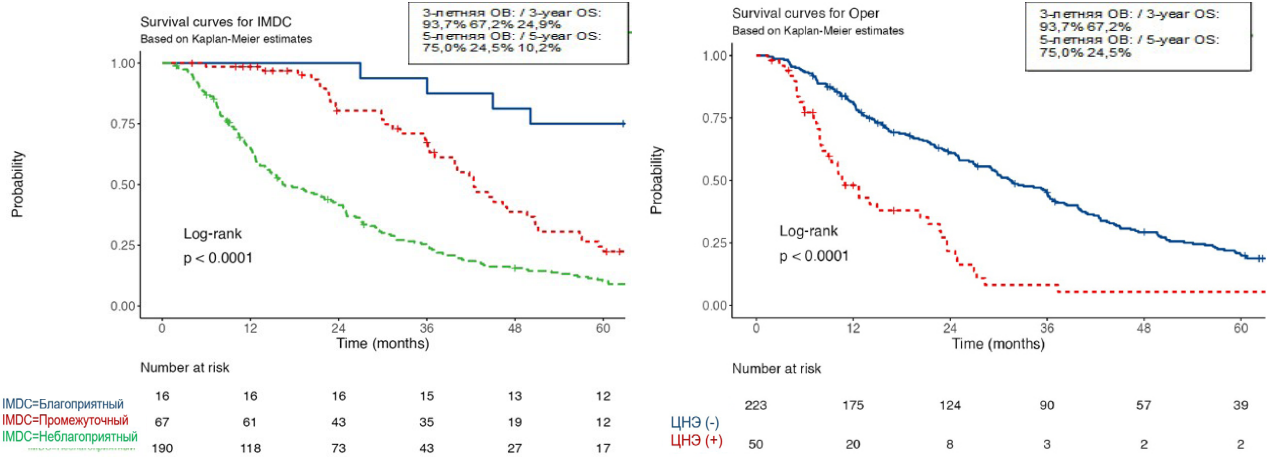 Survival curves for IMDC
Based on Kaplan-Meier estimates
3-летняя ОВ: / 3-year OS:
93,7% 67,2% 24,9%
5-летняя ОВ: / 5-year OS:
75,0% 24,5% 10,2%
Probability
1.00
0.75
0.50
0.25
0.00
Log-rank
p < 0.0001
0 12 24 36 48 60
Time (months)
Number at risk
IMDC=Благоприятный 16 16 16 15 13 12
IMDC=Промежуточный 67 61 43 35 19 12
IMDC=Неблагоприятный 190 118 73 43 27 17
Survival curves for Oper
Based on Kaplan-Meier estimates
3-летняя ОВ: / 3-year OS:
93,7% 67,2%
5-летняя ОВ: / 5-year OS:
75,0% 24,5%
Probability
1.00
0.75
0.50
0.25
0.00
Log-rank
p < 0.0001
0 12 24 36 48 60
Time (months)
Number at risk
ЦНЭ (-) 223 175 124 90 57 39
ЦНЭ (+) 50 20 8 3 2 2